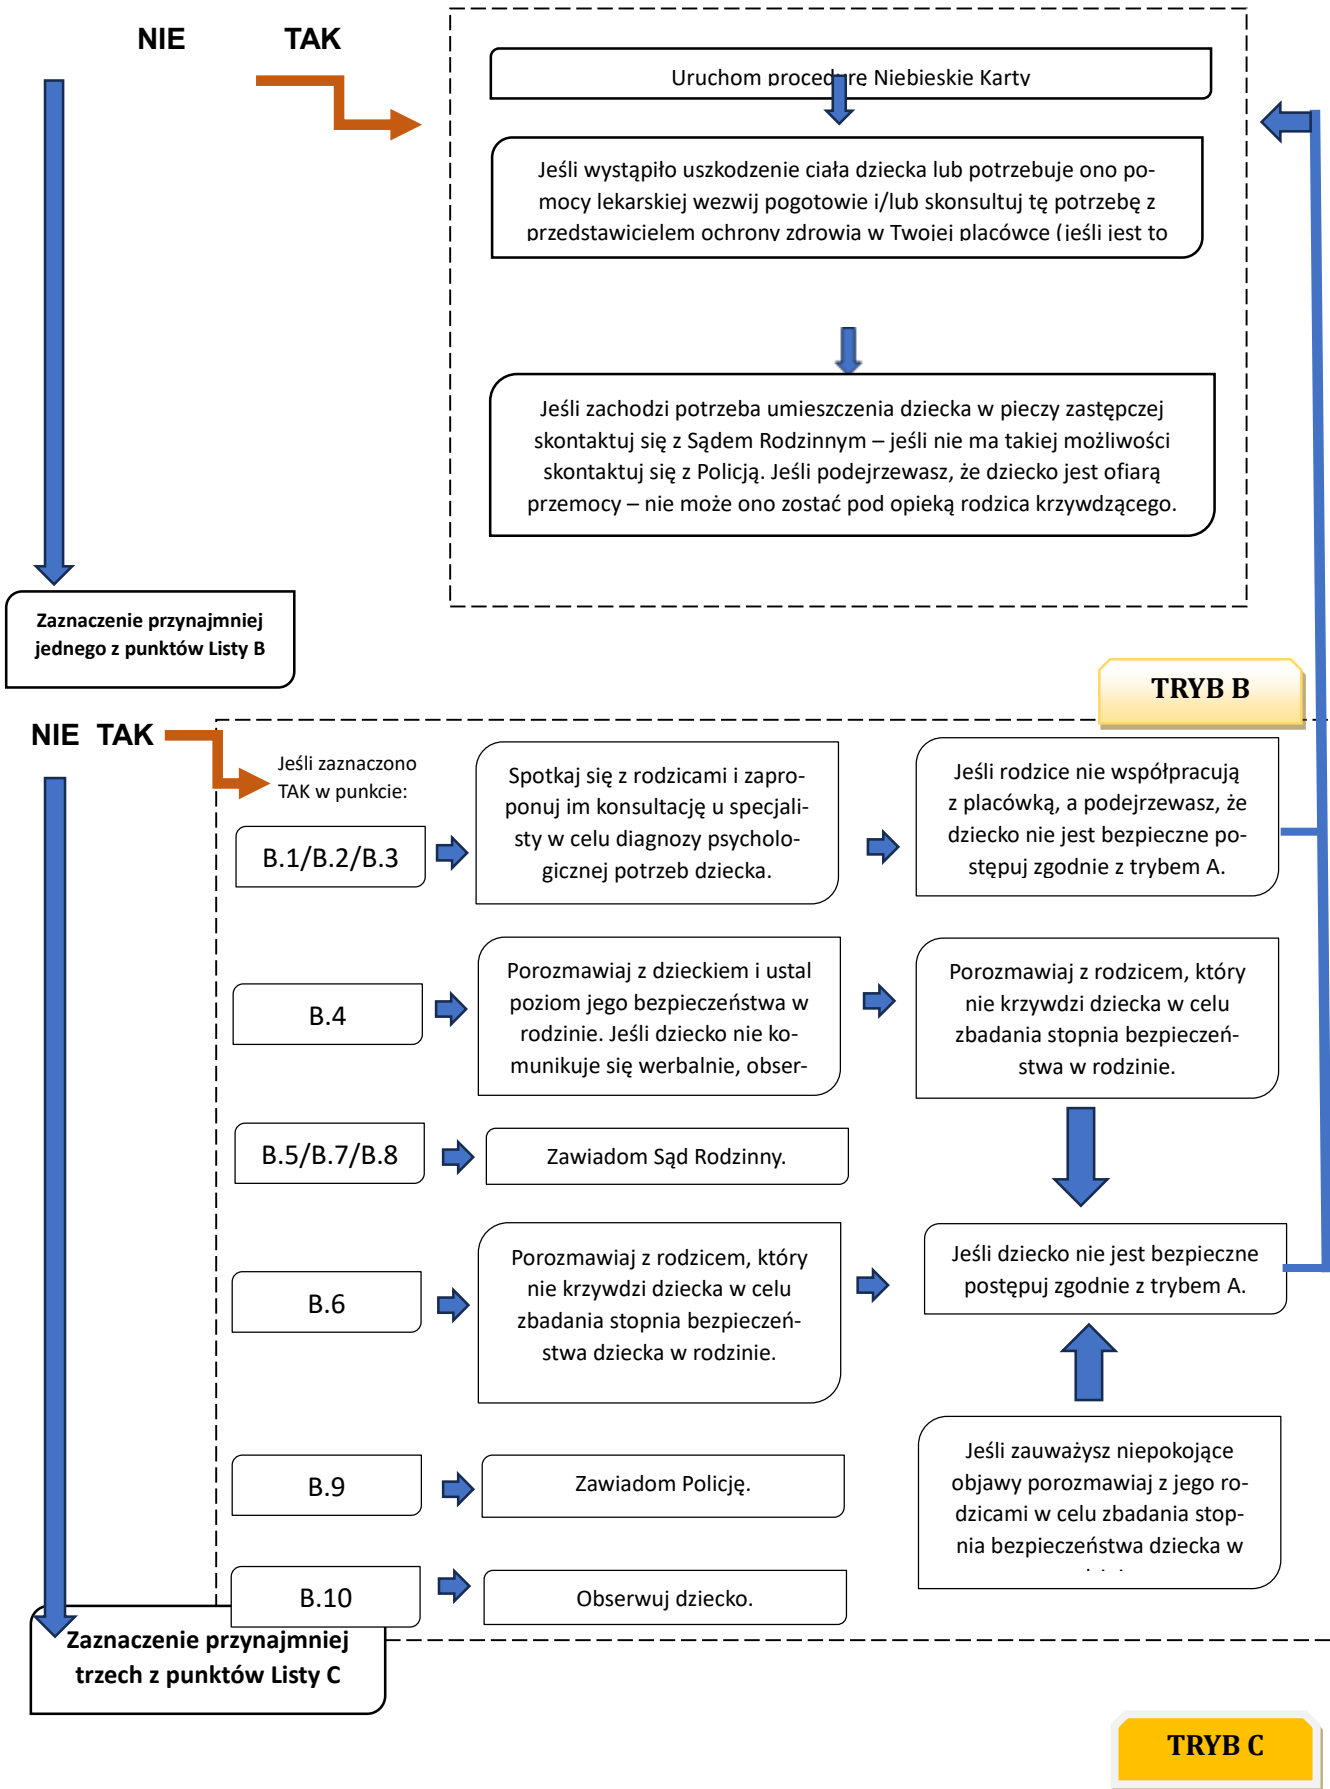 NIE TAK
Uruchom procedurę Niebieskie Karty
Jeśli wystąpiło uszkodzenie ciała dziecka lub potrzebuje ono po-
mocy lekarskiej wezwij pogotowie i/lub skonsultuj tę potrzebę z
przedstawicielem ochrony zdrowia w Twojej placówce (jeśli jest to
Jeśli zachodzi potrzeba umieszczenia dziecka w pieczy zastępczej
skontaktuj się z Sądem Rodzinnym – jeśli nie ma takiej możliwości
skontaktuj się z Policją. Jeśli podejrzewasz, że dziecko jest ofiarą
przemocy – nie może ono zostać pod opieką rodzica krzywdzącego.
Zaznaczenie przynajmniej
jednego z punktów Listy B
TRYB B
NIE TAK
Jeśli zaznaczono
TAK w punkcie:
B.1/B.2/B.3
Spotkaj się z rodzicami i zapro-
ponuj im konsultację u specjali-
sty w celu diagnozy psycholo-
gicznej potrzeb dziecka.
Jeśli rodzice nie współpracują
z placówką, a podejrzewasz, że
dziecko nie jest bezpieczne po-
stępuj zgodnie z trybem A.
B.4
Porozmawiaj z dzieckiem i ustal
poziom jego bezpieczeństwa w
rodzinie. Jeśli dziecko nie ko-
munikuje się werbalnie, obser-
Porozmawiaj z rodzicem, który
nie krzywdzi dziecka w celu
zbadania stopnia bezpieczeń-
stwa w rodzinie.
B.5/B.7/B.8
Zawiadom Sąd Rodzinny.
B.6
Porozmawiaj z rodzicem, który
nie krzywdzi dziecka w celu
zbadania stopnia bezpieczeń-
stwa dziecka w rodzinie.
Jeśli dziecko nie jest bezpieczne
postępuj zgodnie z trybem A.
B.9
Zawiadom Policję.
Jeśli zauważysz niepokojące
objawy porozmawiaj z jego ro-
dzicami w celu zbadania stop-
nia bezpieczeństwa dziecka w
B.10
Obserwuj dziecko.
Zaznaczenie przynajmniej
trzech z punktów Listy C
TRYB C